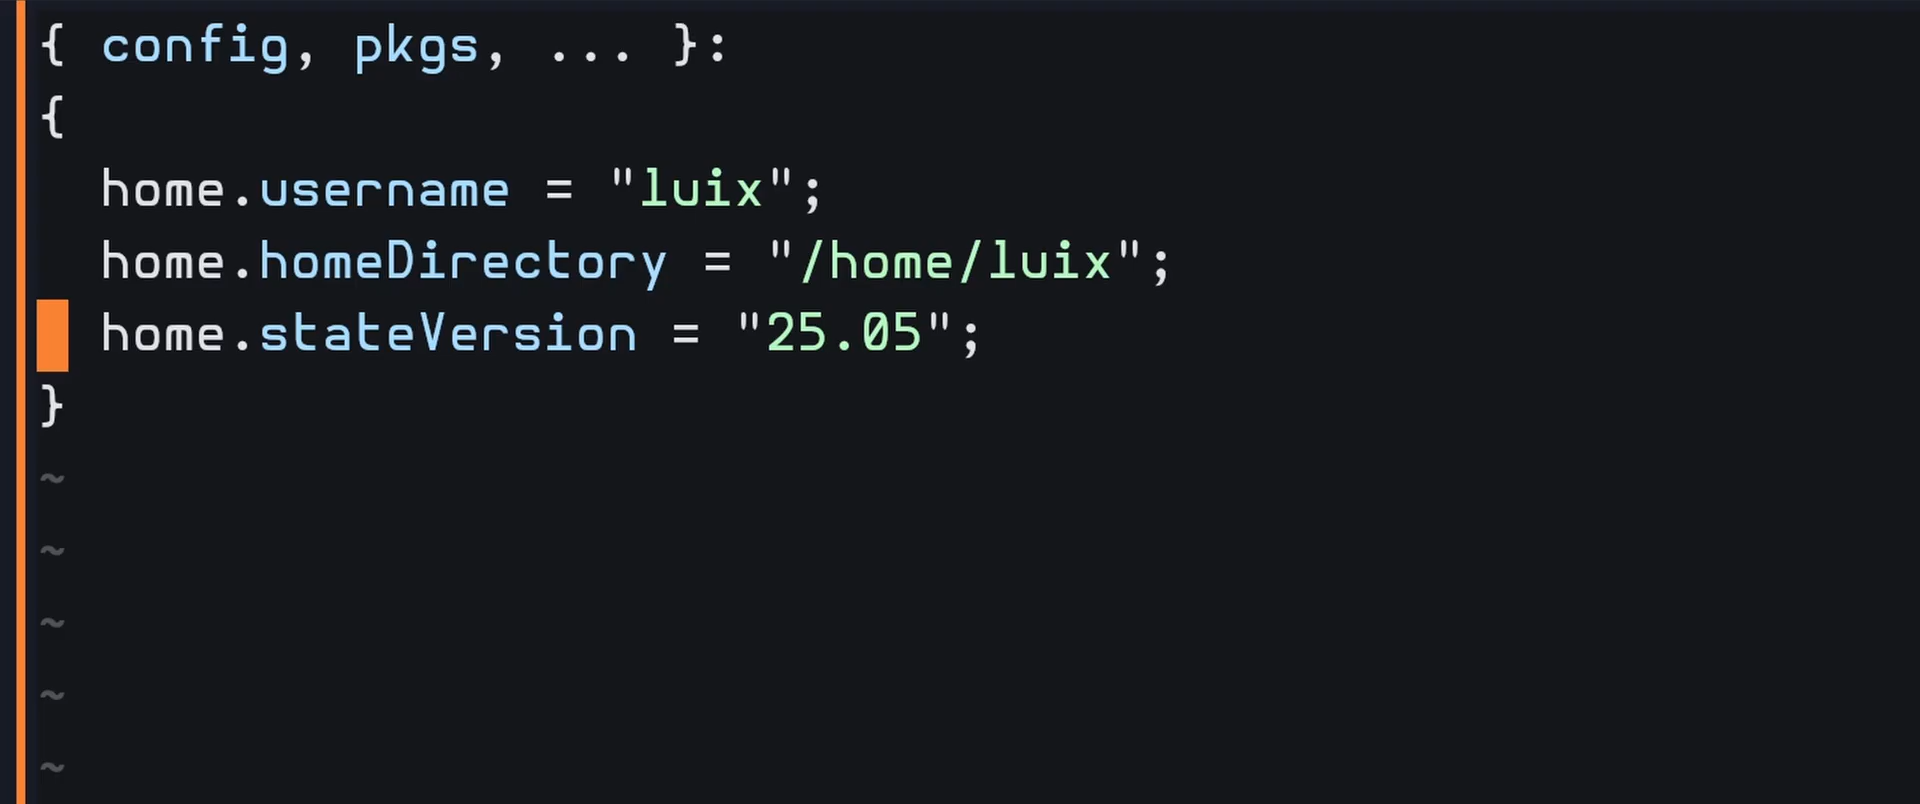 { config, pkgs, ... }:
{
  home.username = "luix";
  home.homeDirectory = "/home/luix";
  home.stateVersion = "25.05";
}
~
~
~
~
~